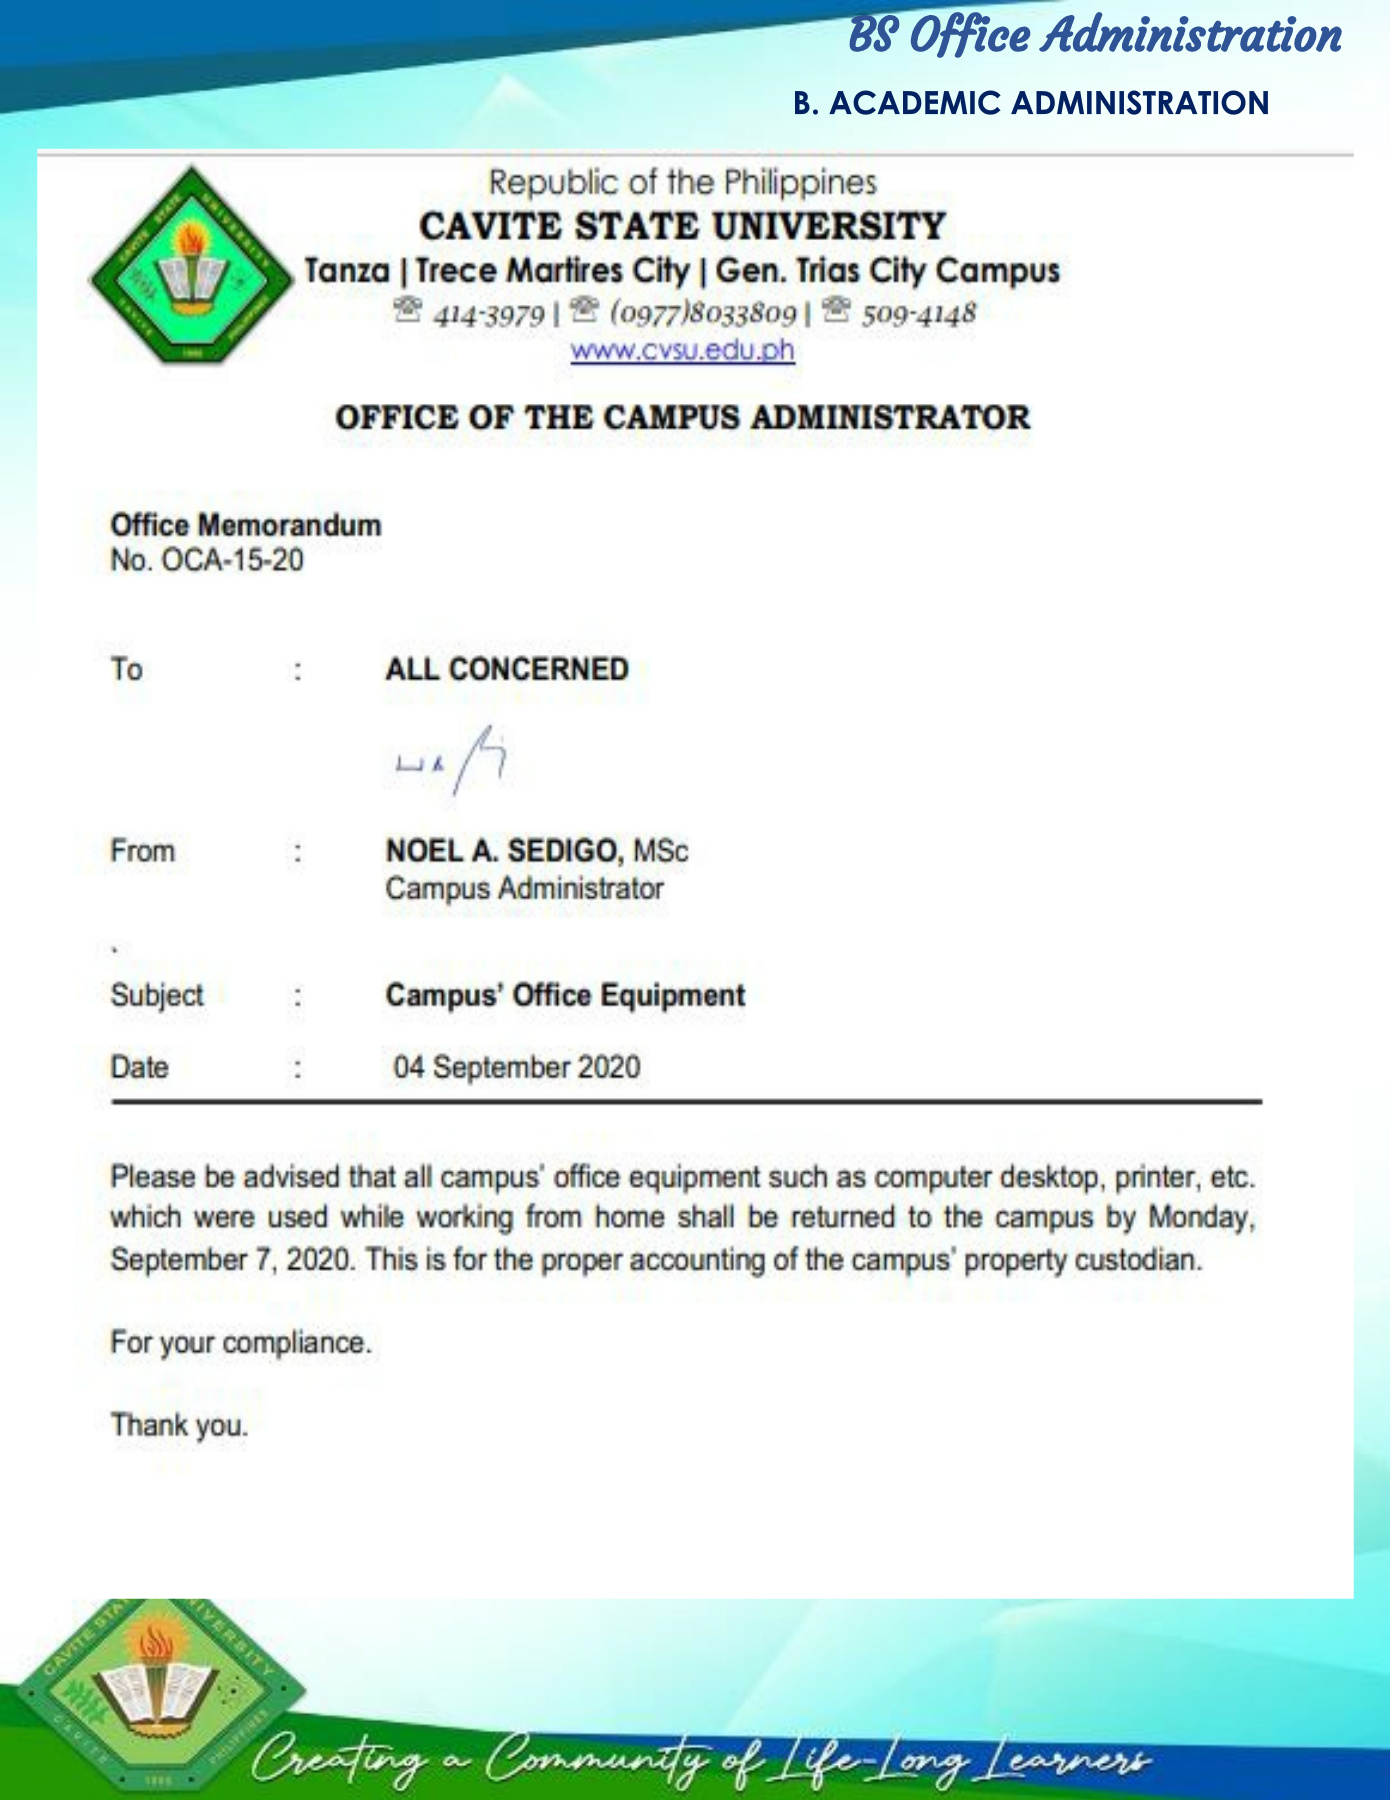 BS Office Administration
B. ACADEMIC ADMINISTRATION
Republic of the Philippines
CAVITE STATE UNIVERSITY
Tanza | Trece Martires City | Gen. Trias City Campus
☏ 414-3979 | ☏ (0977)8033809 | ☏ 509-4148
www.cvsu.edu.ph
OFFICE OF THE CAMPUS ADMINISTRATOR
Office Memorandum
No. OCA-15-20
To : ALL CONCERNED
From : NOEL A. SEDIGO, MSc
Campus Administrator
Subject : Campus' Office Equipment
Date : 04 September 2020
Please be advised that all campus' office equipment such as computer desktop, printer, etc.
which were used while working from home shall be returned to the campus by Monday,
September 7, 2020. This is for the proper accounting of the campus' property custodian.
For your compliance.
Thank you.
CAVITE STATE UNIVERSITY
CAVITE PHILIPPINES
Creating a Community of Life-Long Learners